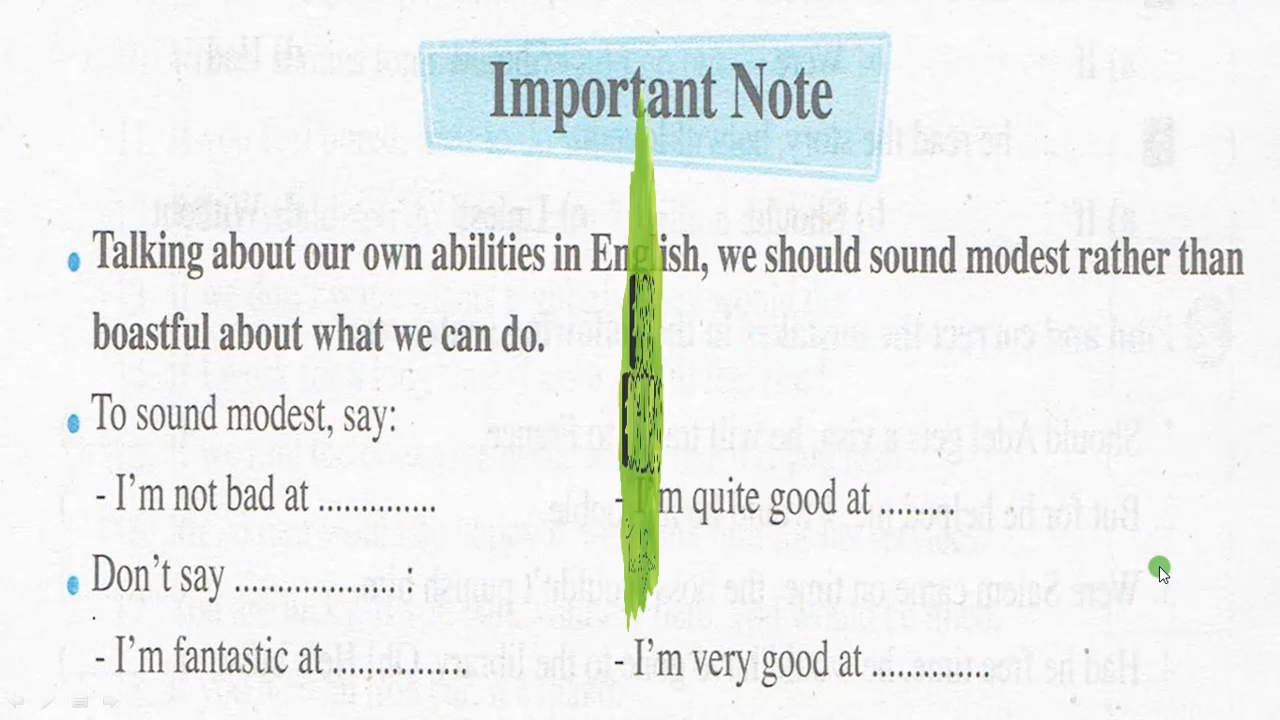 Important Note
Talking about our own abilities in English, we should sound modest rather than
boastful about what we can do.
To sound modest, say:
- I'm not bad at ..............
- I'm quite good at .........
Don't say ................... :
- I'm fantastic at ................
- I'm very good at ..............